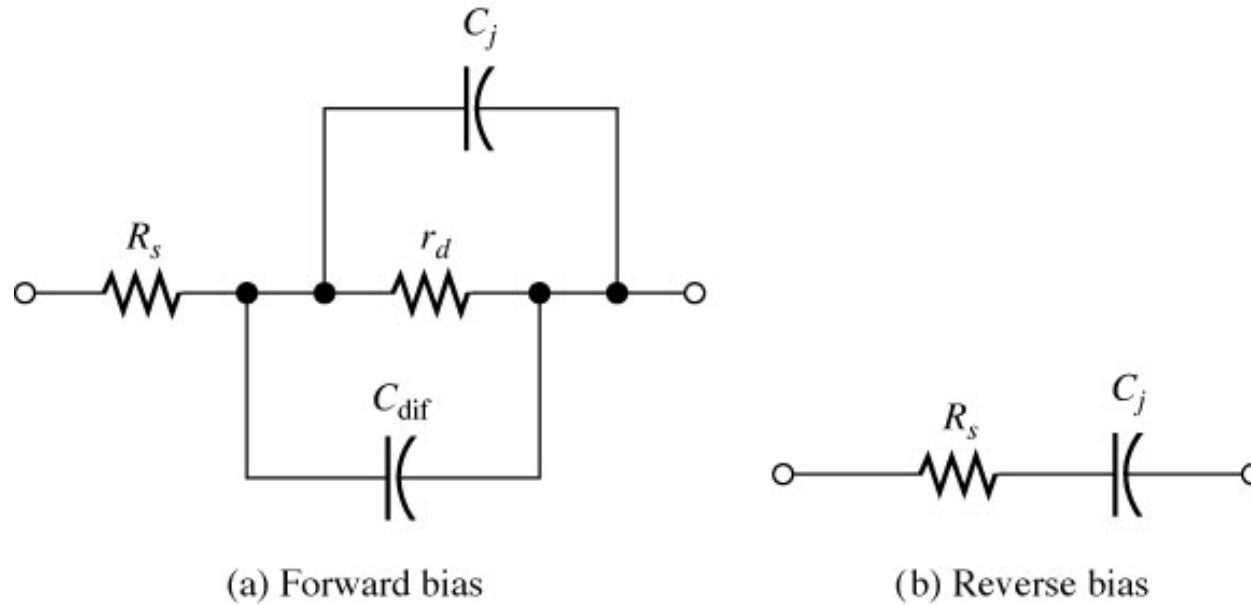 C_j
R_s
r_d
C_dif
(a) Forward bias
R_s
C_j
(b) Reverse bias